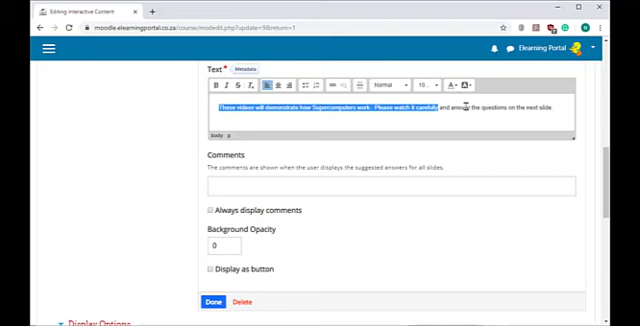 Editing Interactive Content
moodle.elearningportal.co.za/course/modedit.php?update=9&return=1
Elearning Portal
Text* Metadata
B I S Tx Normal 10... A A
These videos will demonstrate how Supercomputers work. Please watch it carefully and answer the questions on the next slide.
body p
Comments
The comments are shown when the user displays the suggested answers for all slides.
Always display comments
Background Opacity
0
Display as button
Done Delete
Display Options